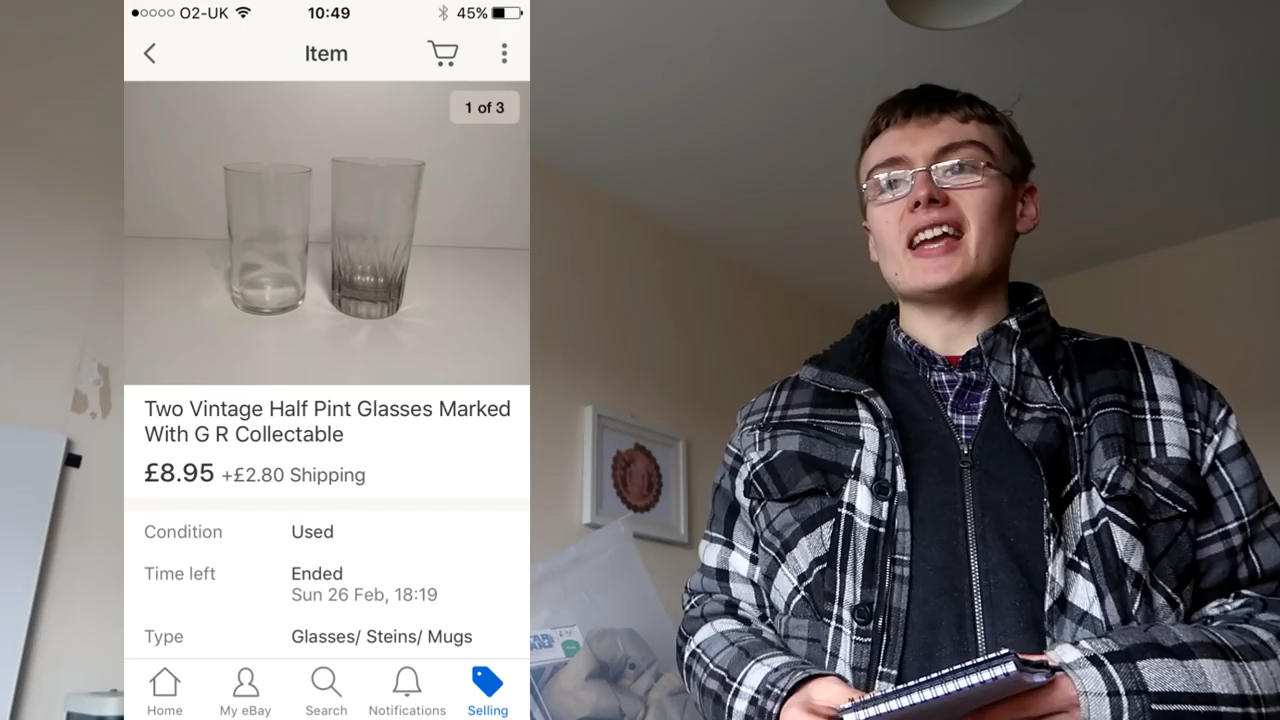 ●○○○○ O2-UK 10:49 45%
Item
1 of 3
Two Vintage Half Pint Glasses Marked
With G R Collectable
£8.95 +£2.80 Shipping
Condition Used
Time left Ended
Sun 26 Feb, 18:19
Type Glasses/ Steins/ Mugs
Home My eBay Search Notifications Selling
STAR
WARS